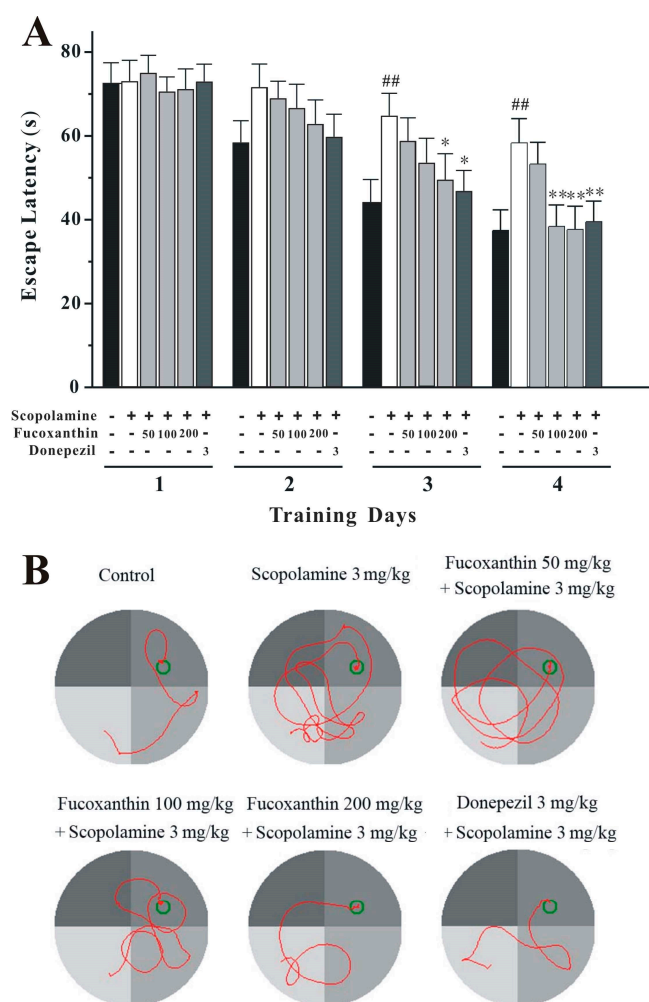 A
Escape Latency (s)
80
60
40
20
0
##
*
*
##
**
**
**
Scopolamine - + + + + + - + + + + + - + + + + + - + + + + +
Fucoxanthin - - 50 100 200 - - - 50 100 200 - - - 50 100 200 - - - 50 100 200 -
Donepezil - - - - - 3 - - - - - 3 - - - - - 3 - - - - - 3
1 2 3 4
Training Days
B
Control
Scopolamine 3 mg/kg
Fucoxanthin 50 mg/kg
+ Scopolamine 3 mg/kg
Fucoxanthin 100 mg/kg
+ Scopolamine 3 mg/kg
Fucoxanthin 200 mg/kg
+ Scopolamine 3 mg/kg
Donepezil 3 mg/kg
+ Scopolamine 3 mg/kg